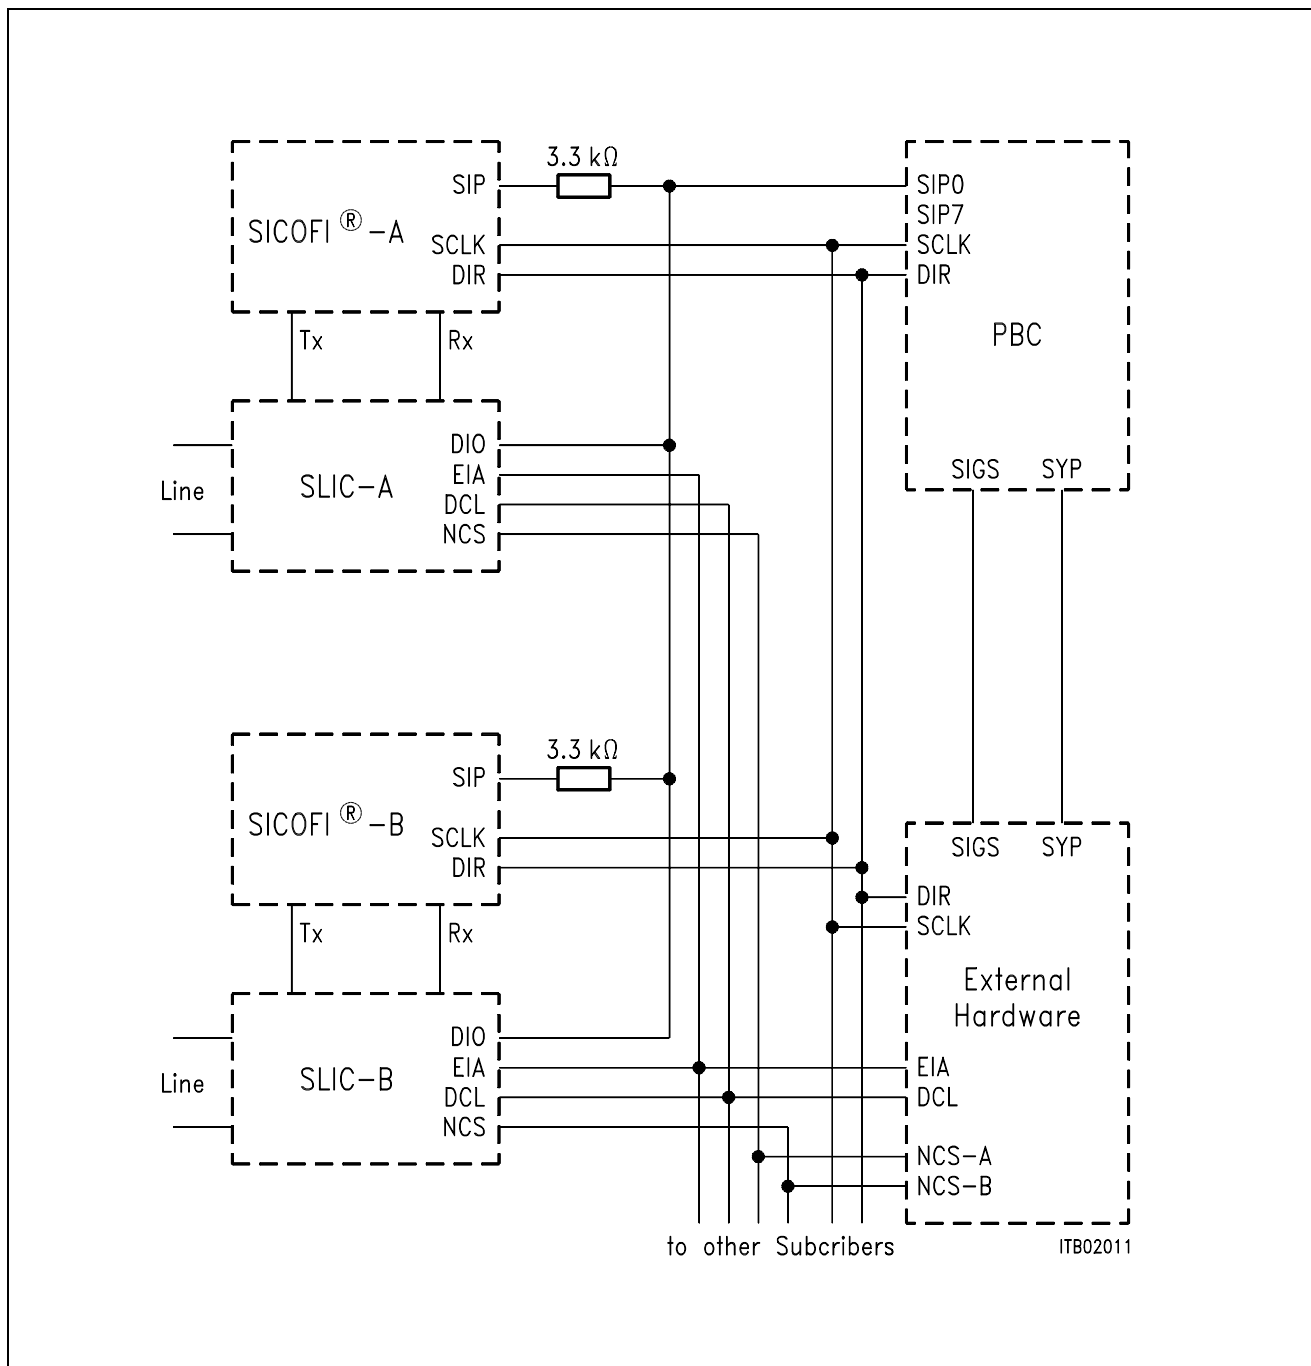 3.3 kΩ
SIP
SICOFI®-A
SCLK
DIR
SIP0
SIP7
SCLK
DIR
PBC
SIGS SYP
Tx Rx
Line
SLIC-A
DIO
EIA
DCL
NCS
3.3 kΩ
SIP
SICOFI®-B
SCLK
DIR
Tx Rx
Line
SLIC-B
DIO
EIA
DCL
NCS
SIGS SYP
DIR
SCLK
External
Hardware
EIA
DCL
NCS-A
NCS-B
to other Subcribers
ITB02011